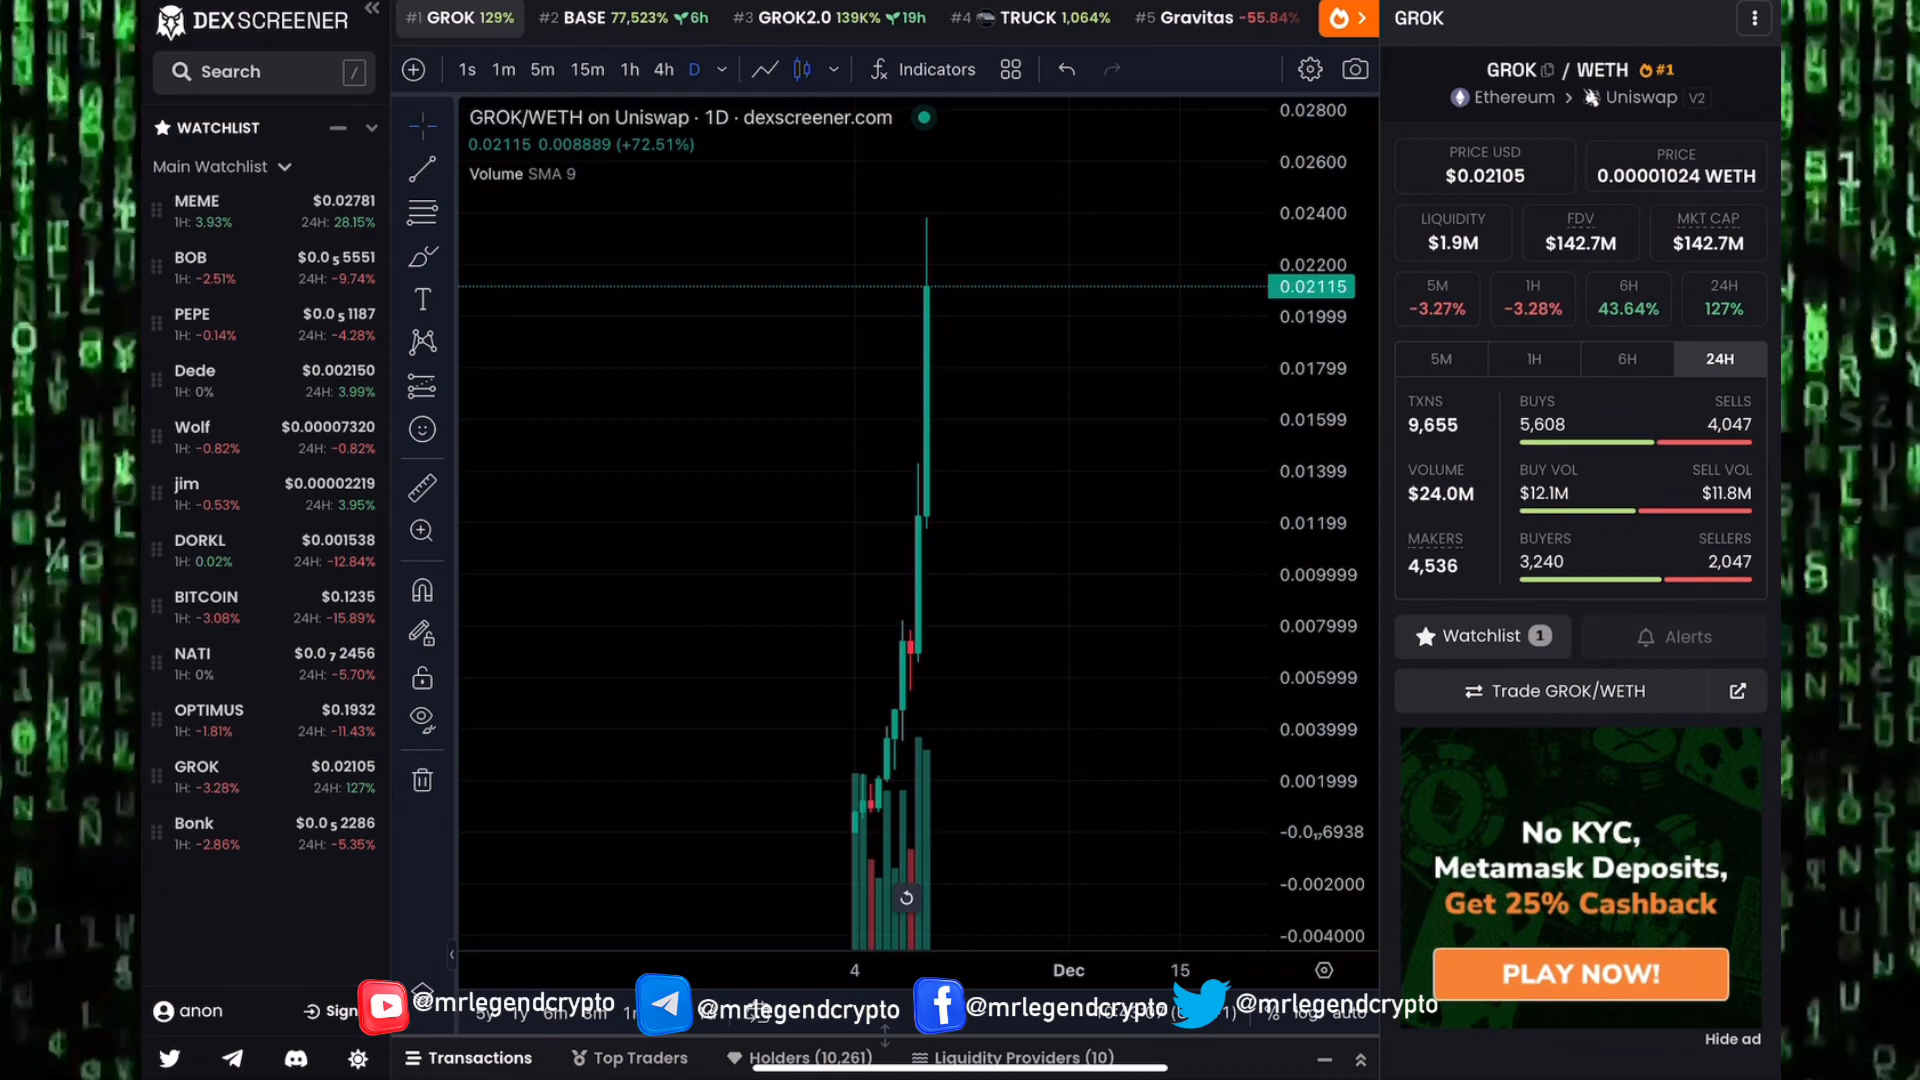 DEX SCREENER
Search
/
WATCHLIST
Main Watchlist
MEME $0.02781
1H: 3.93% 24H: 28.15%
BOB $0.0₅5551
1H: -2.51% 24H: -9.74%
PEPE $0.0₅1187
1H: -0.14% 24H: -4.28%
Dede $0.002150
1H: 0% 24H: 3.99%
Wolf $0.00007320
1H: -0.82% 24H: -0.82%
jim $0.00002219
1H: -0.53% 24H: 3.95%
DORKL $0.001538
1H: 0.02% 24H: -12.84%
BITCOIN $0.1235
1H: -3.08% 24H: -15.89%
NATI $0.0₇2456
1H: 0% 24H: -5.70%
OPTIMUS $0.1932
1H: -1.81% 24H: -11.43%
GROK $0.02105
1H: -3.28% 24H: 127%
Bonk $0.0₅2286
1H: -2.86% 24H: -5.35%
anon
Sign
#1 GROK 129% #2 BASE 77,523% 6h #3 GROK2.0 139K% 19h #4 TRUCK 1,064% #5 Gravitas -55.84%
1s 1m 5m 15m 1h 4h D Indicators
GROK/WETH on Uniswap · 1D · dexscreener.com
0.02115 0.008889 (+72.51%)
Volume SMA 9
0.02800
0.02600
0.02400
0.02200
0.02115
0.01999
0.01799
0.01599
0.01399
0.01199
0.009999
0.007999
0.005999
0.003999
0.001999
-0.0₁₇6938
-0.002000
-0.004000
4 Dec 15
@mrlegendcrypto @mrlegendcrypto @mrlegendcrypto @mrlegendcrypto
5y 1y 6m 3m % log auto
Transactions Top Traders Holders (10,261) Liquidity Providers (10)
GROK
GROK / WETH #1
Ethereum > Uniswap V2
PRICE USD
$0.02105
PRICE
0.00001024 WETH
LIQUIDITY
$1.9M
FDV
$142.7M
MKT CAP
$142.7M
5M
-3.27%
1H
-3.28%
6H
43.64%
24H
127%
5M 1H 6H 24H
TXNS
9,655
BUYS SELLS
5,608 4,047
VOLUME
$24.0M
BUY VOL SELL VOL
$12.1M $11.8M
MAKERS
4,536
BUYERS SELLERS
3,240 2,047
Watchlist 1
Alerts
Trade GROK/WETH
No KYC,
Metamask Deposits,
Get 25% Cashback
PLAY NOW!
Hide ad